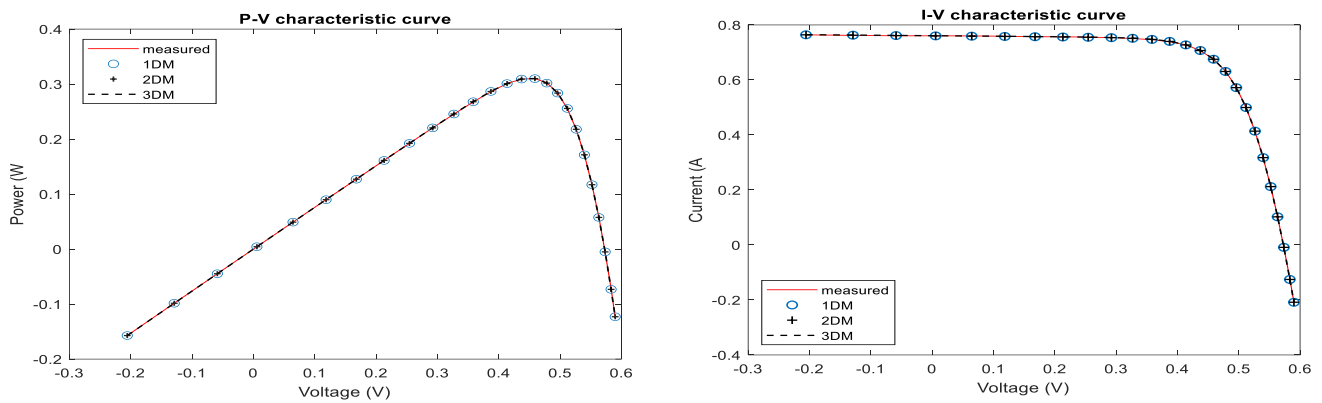 P-V characteristic curve
0.4
0.3
0.2
0.1
0
-0.1
-0.2
Power (W
measured
1DM
2DM
3DM
-0.3
-0.2
-0.1
0
0.1
0.2
0.3
0.4
0.5
0.6
Voltage (V)
I-V characteristic curve
0.8
0.6
0.4
0.2
0
-0.2
-0.4
Current (A
measured
1DM
2DM
3DM
-0.3
-0.2
-0.1
0
0.1
0.2
0.3
0.4
0.5
0.6
Voltage (V)